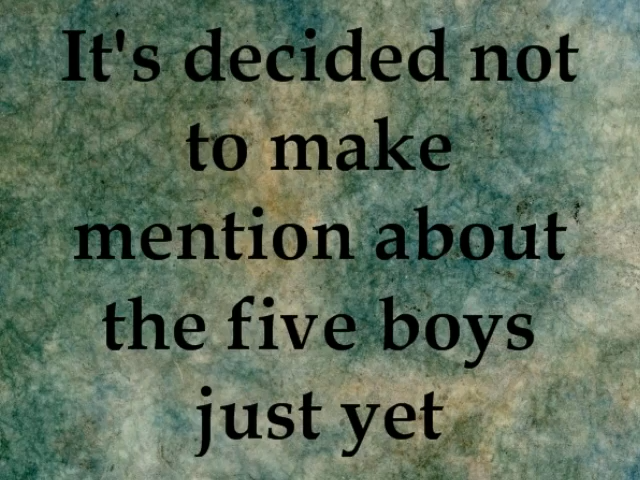 It's decided not
to make
mention about
the five boys
just yet